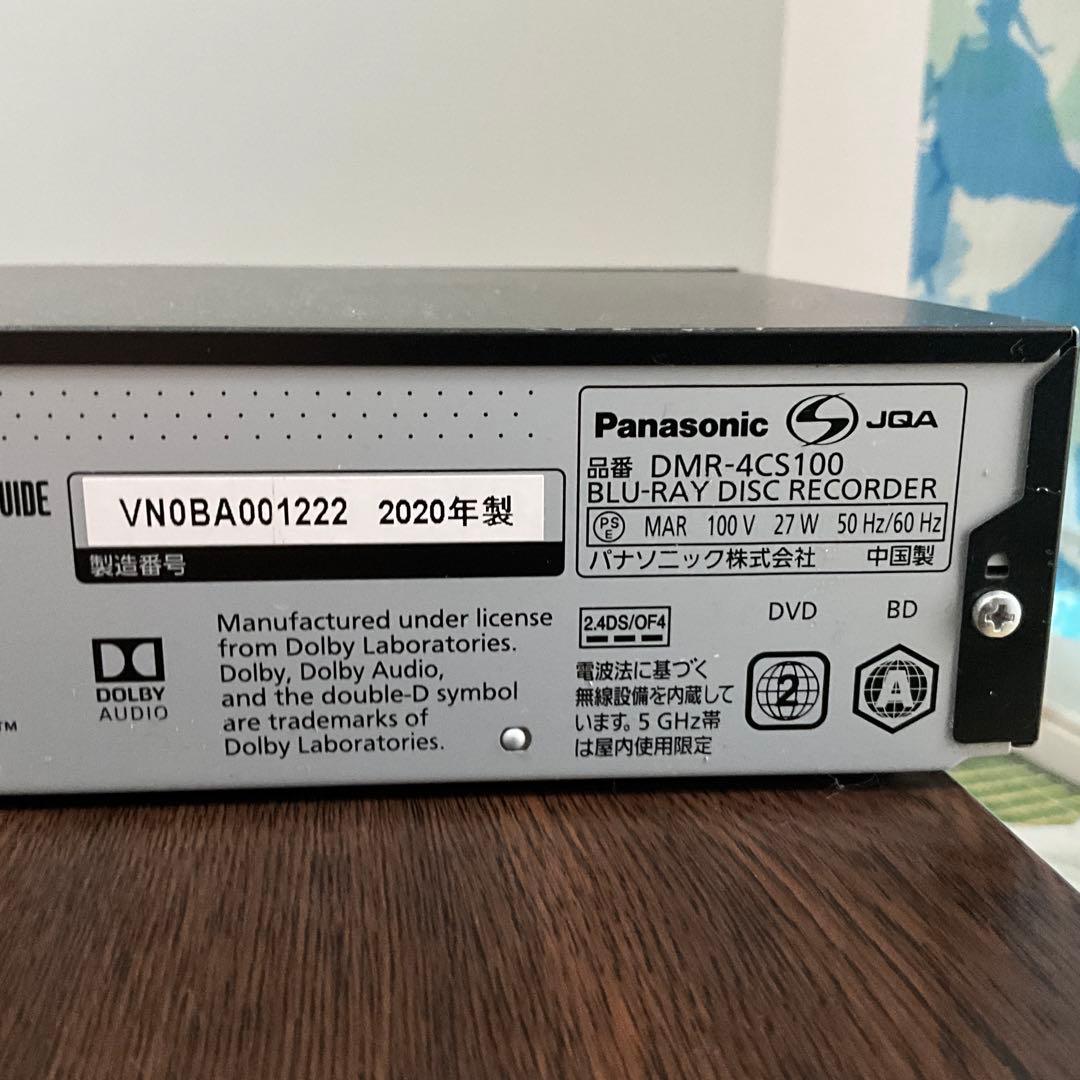 Panasonic JQA
品番 DMR-4CS100
BLU-RAY DISC RECORDER
PS E MAR 100 V 27 W 50 Hz/60 Hz
パナソニック株式会社 中国製
UIDE
VN0BA001222 2020年製
製造番号
DOLBY
AUDIO
Manufactured under license
from Dolby Laboratories.
Dolby, Dolby Audio,
and the double-D symbol
are trademarks of
Dolby Laboratories.
TM
2.4DS/OF4
電波法に基づく
無線設備を内蔵して
います。5 GHz帯
は屋内使用限定
DVD BD
2 A